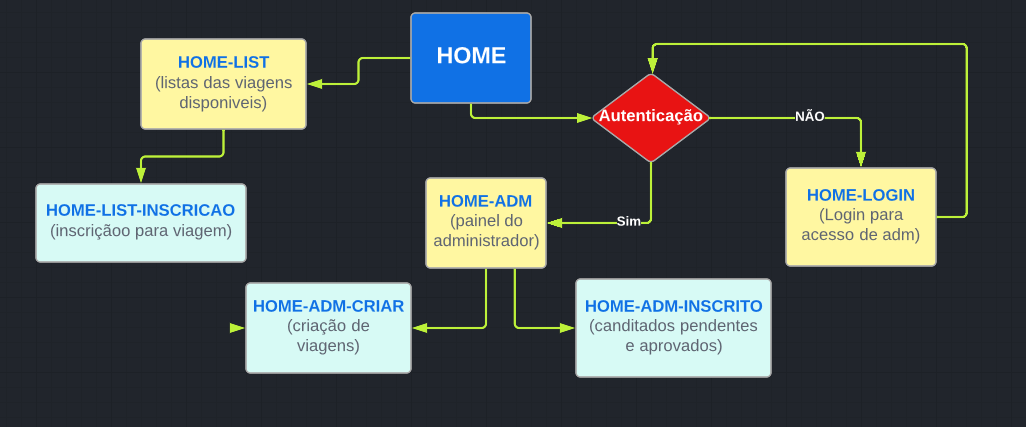 HOME
HOME-LIST
(listas das viagens
disponiveis)
Autenticação
NÃO
HOME-LIST-INSCRICAO
(inscriçãoo para viagem)
HOME-ADM
(painel do
administrador)
Sim
HOME-LOGIN
(Login para
acesso de adm)
HOME-ADM-CRIAR
(criação de
viagens)
HOME-ADM-INSCRITO
(canditados pendentes
e aprovados)